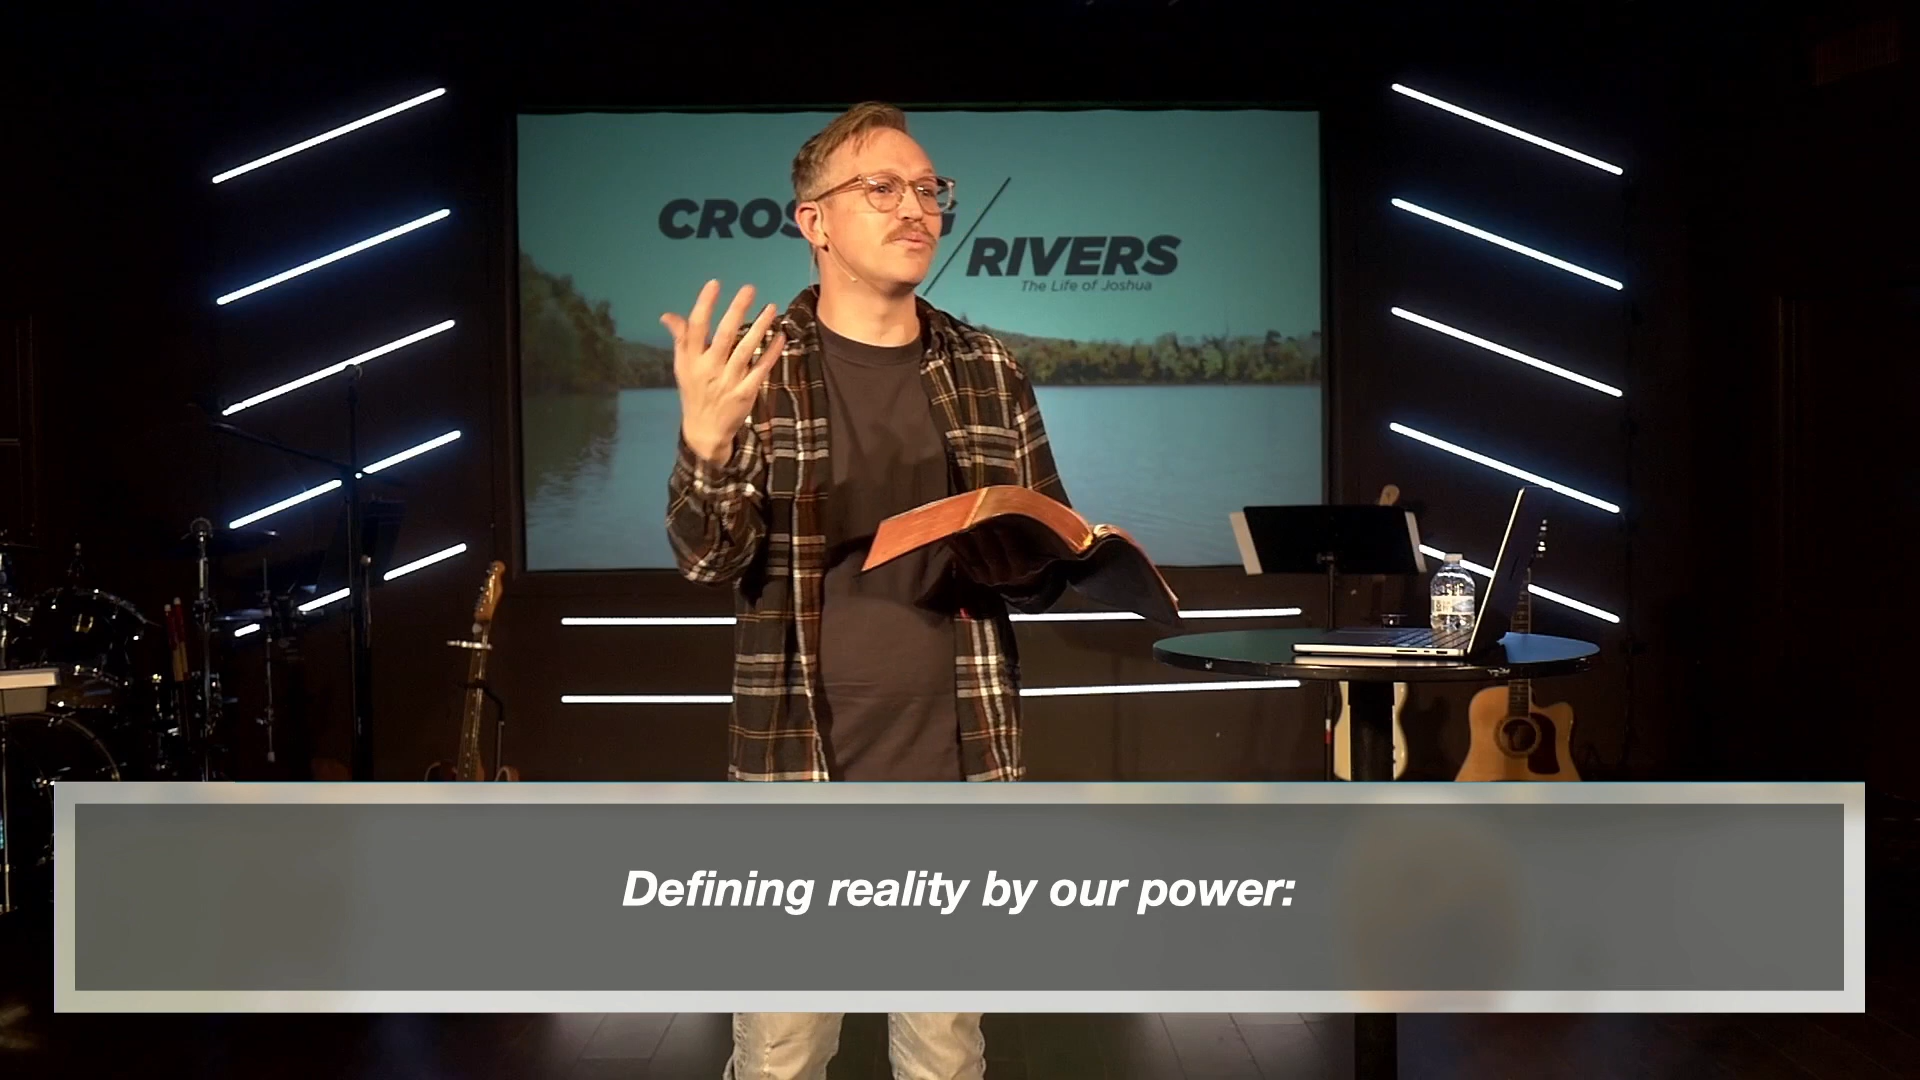 CROS G
RIVERS
The Life of Joshua
Defining reality by our power: